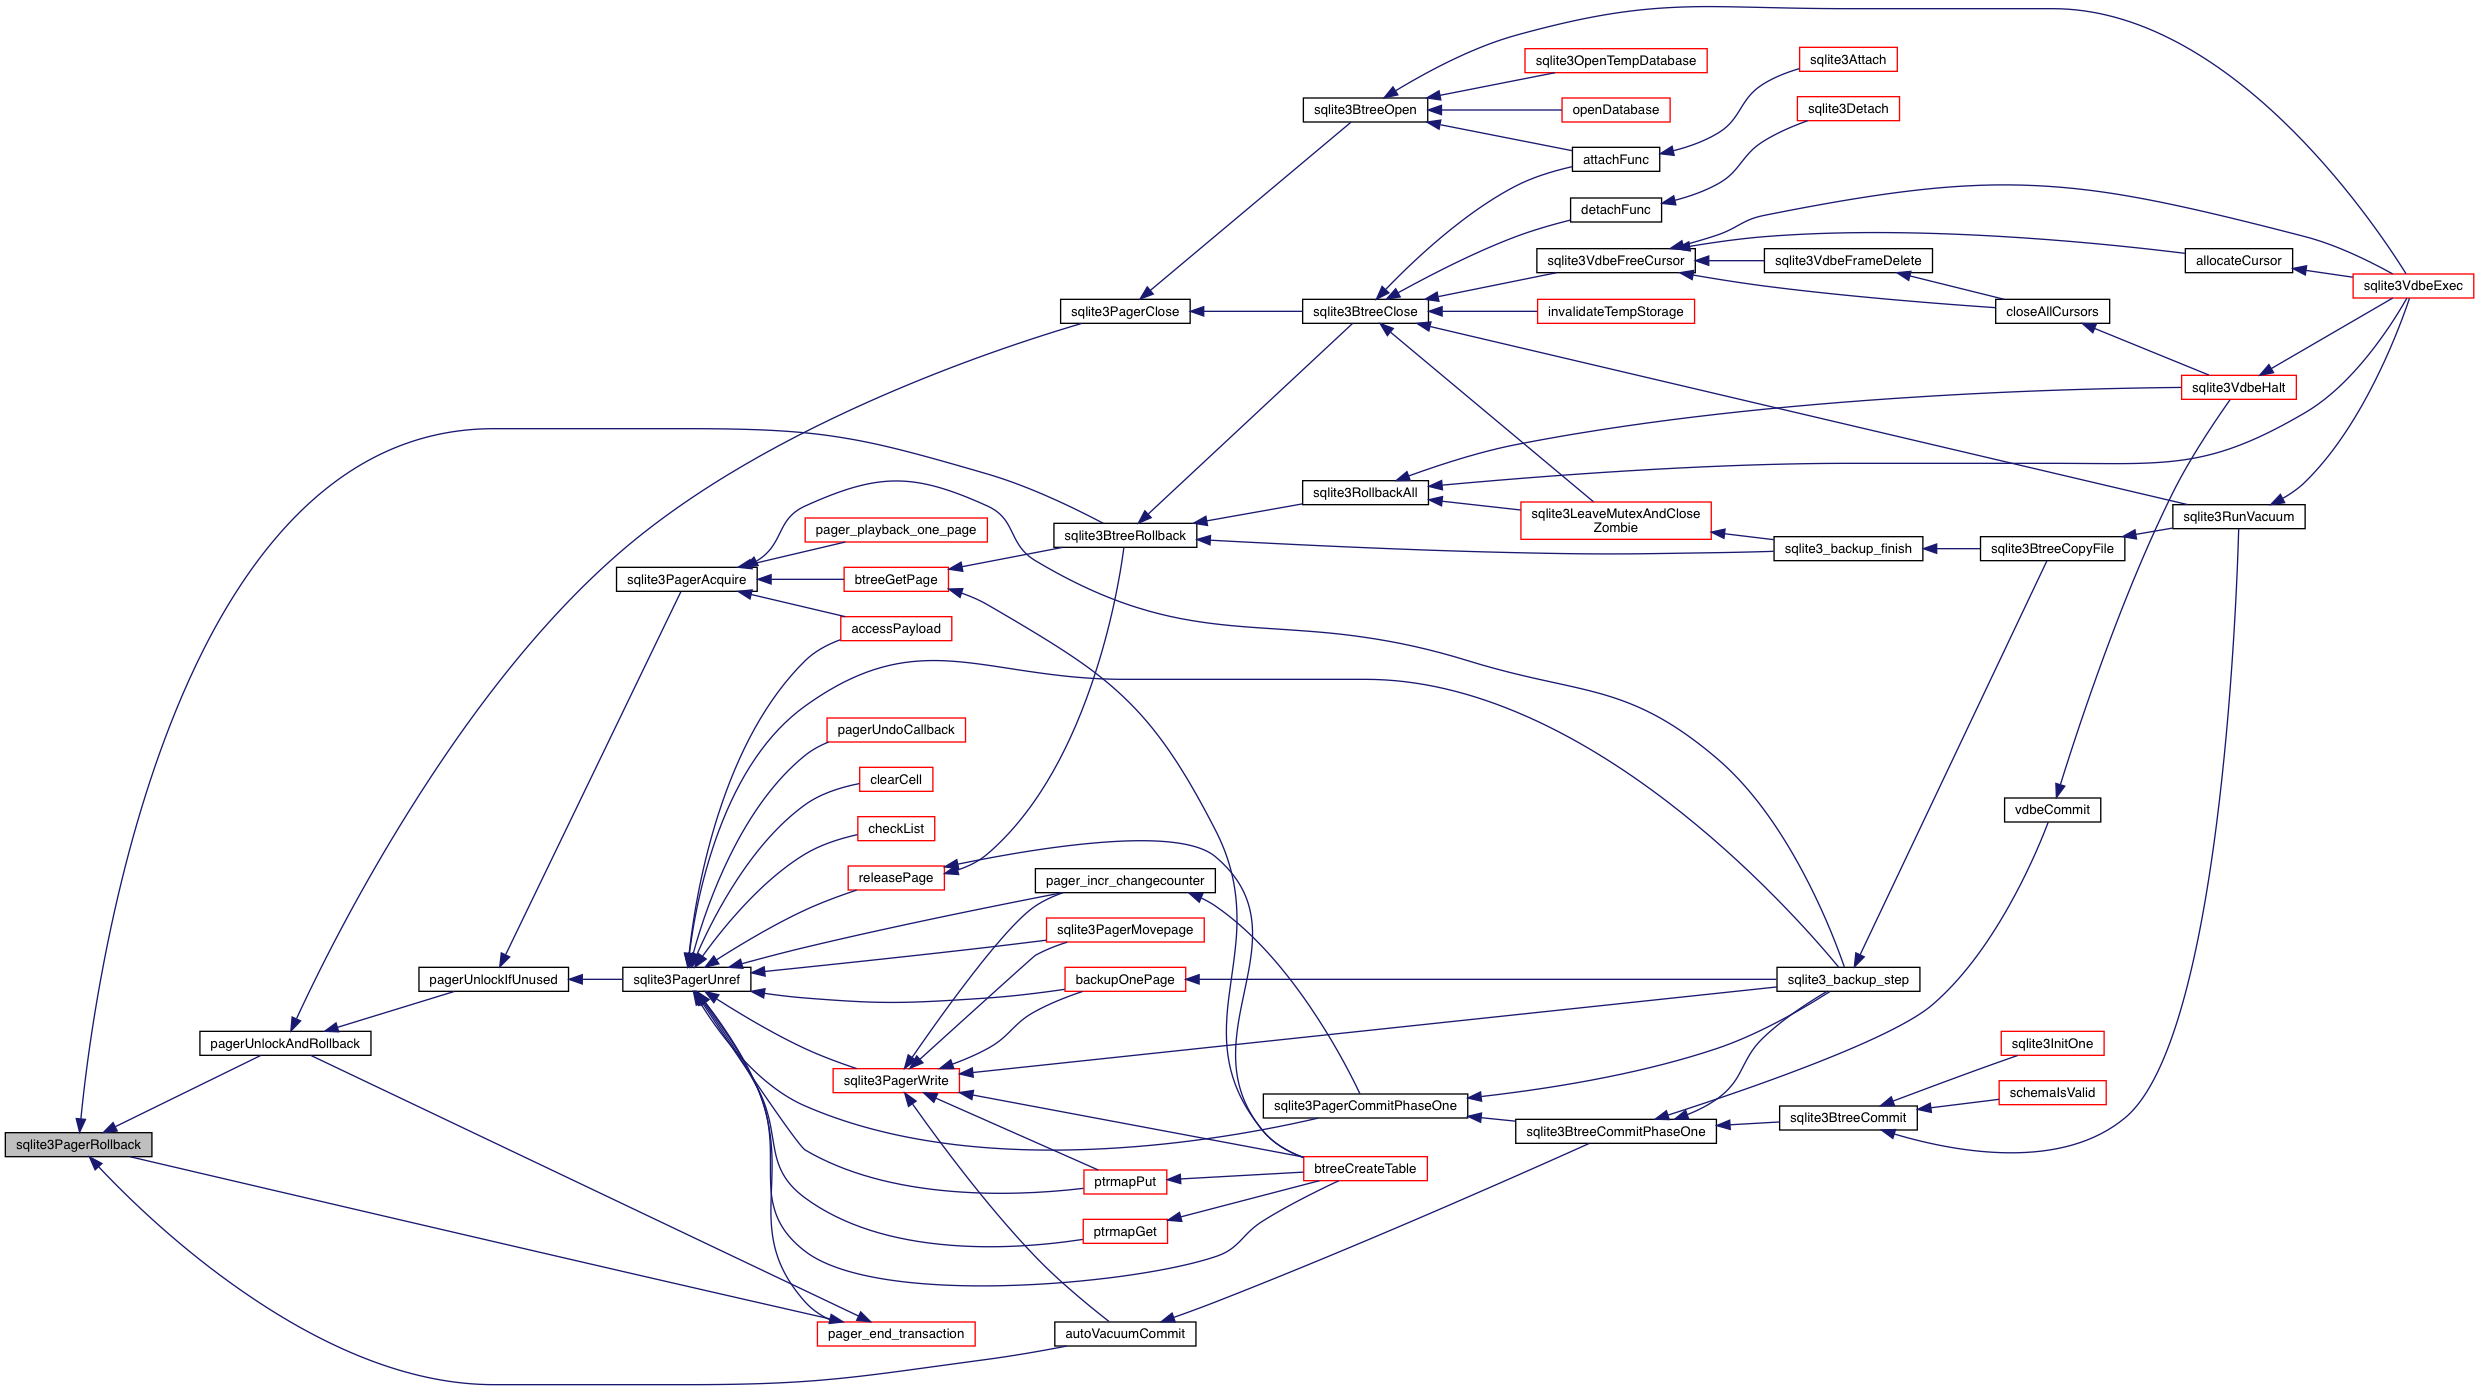 sqlite3OpenTempDatabase
sqlite3Attach
sqlite3BtreeOpen
openDatabase
sqlite3Detach
attachFunc
detachFunc
sqlite3VdbeFreeCursor
sqlite3VdbeFrameDelete
allocateCursor
sqlite3VdbeExec
sqlite3PagerClose
sqlite3BtreeClose
invalidateTempStorage
closeAllCursors
sqlite3VdbeHalt
sqlite3RollbackAll
sqlite3LeaveMutexAndClose
Zombie
sqlite3RunVacuum
pager_playback_one_page
sqlite3BtreeRollback
sqlite3_backup_finish
sqlite3BtreeCopyFile
sqlite3PagerAcquire
btreeGetPage
accessPayload
pagerUndoCallback
clearCell
vdbeCommit
checkList
releasePage
pager_incr_changecounter
sqlite3PagerMovepage
pagerUnlockIfUnused
sqlite3PagerUnref
backupOnePage
sqlite3_backup_step
pagerUnlockAndRollback
sqlite3InitOne
sqlite3PagerWrite
schemaIsValid
sqlite3PagerCommitPhaseOne
sqlite3BtreeCommit
sqlite3BtreeCommitPhaseOne
sqlite3PagerRollback
btreeCreateTable
ptrmapPut
ptrmapGet
pager_end_transaction
autoVacuumCommit